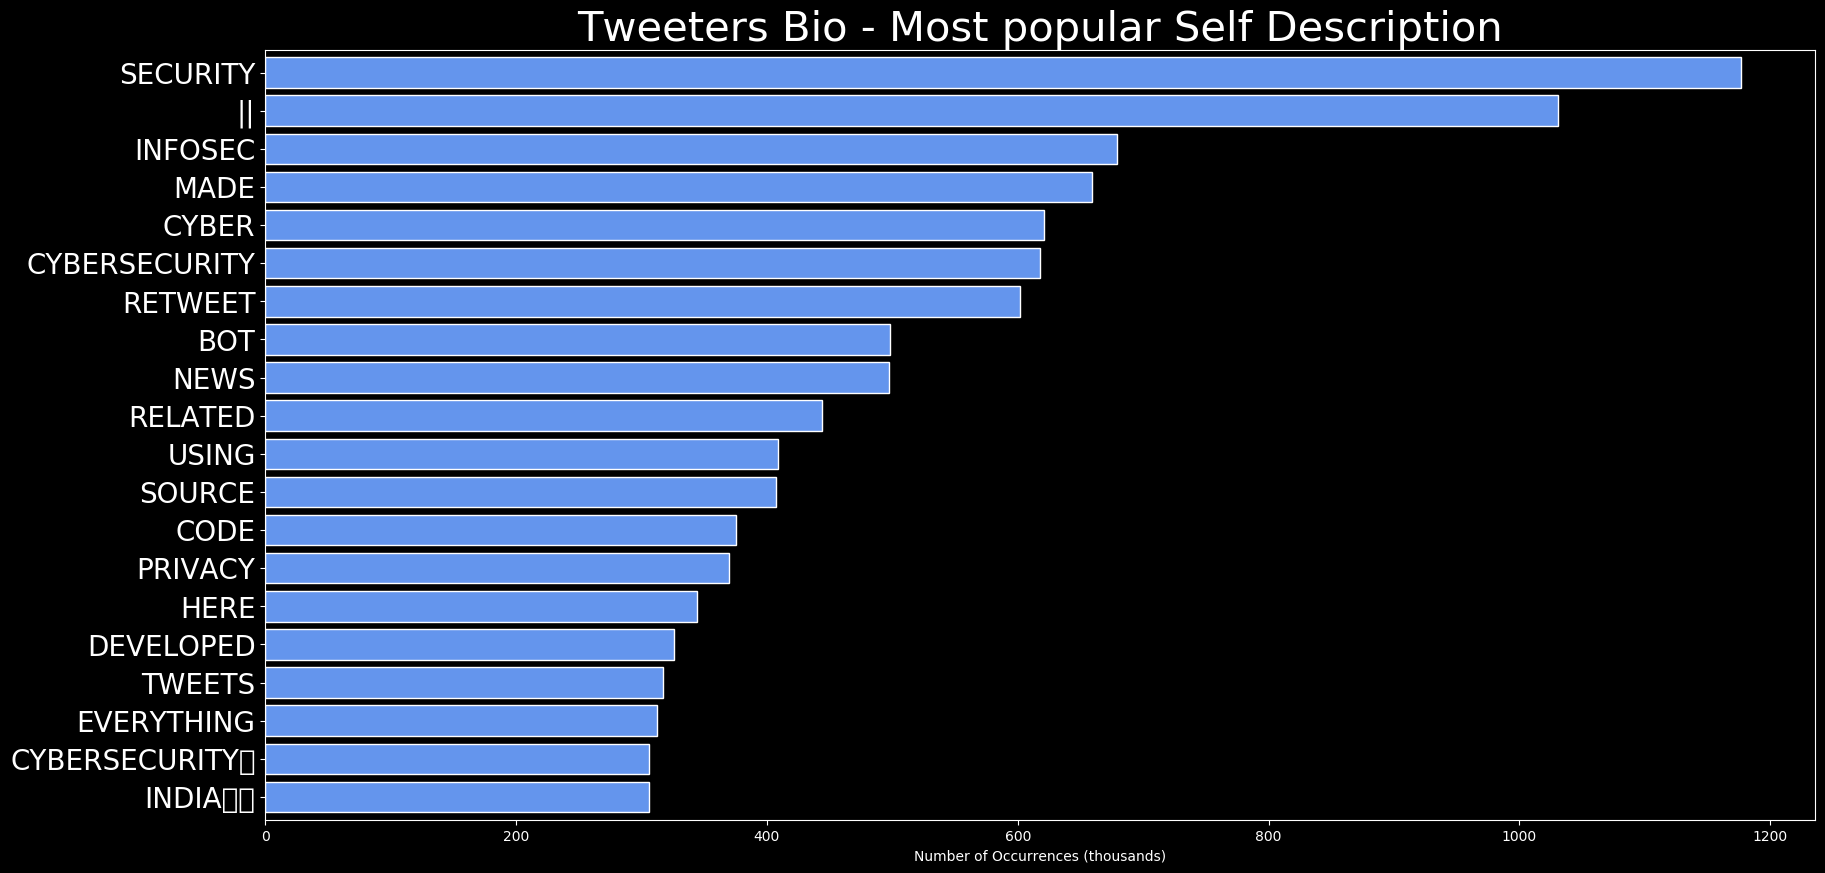 Tweeters Bio - Most popular Self Description
SECURITY
||
INFOSEC
MADE
CYBER
CYBERSECURITY
RETWEET
BOT
NEWS
RELATED
USING
SOURCE
CODE
PRIVACY
HERE
DEVELOPED
TWEETS
EVERYTHING
CYBERSECURITY▯
INDIA▯▯
0 200 400 600 800 1000 1200
Number of Occurrences (thousands)